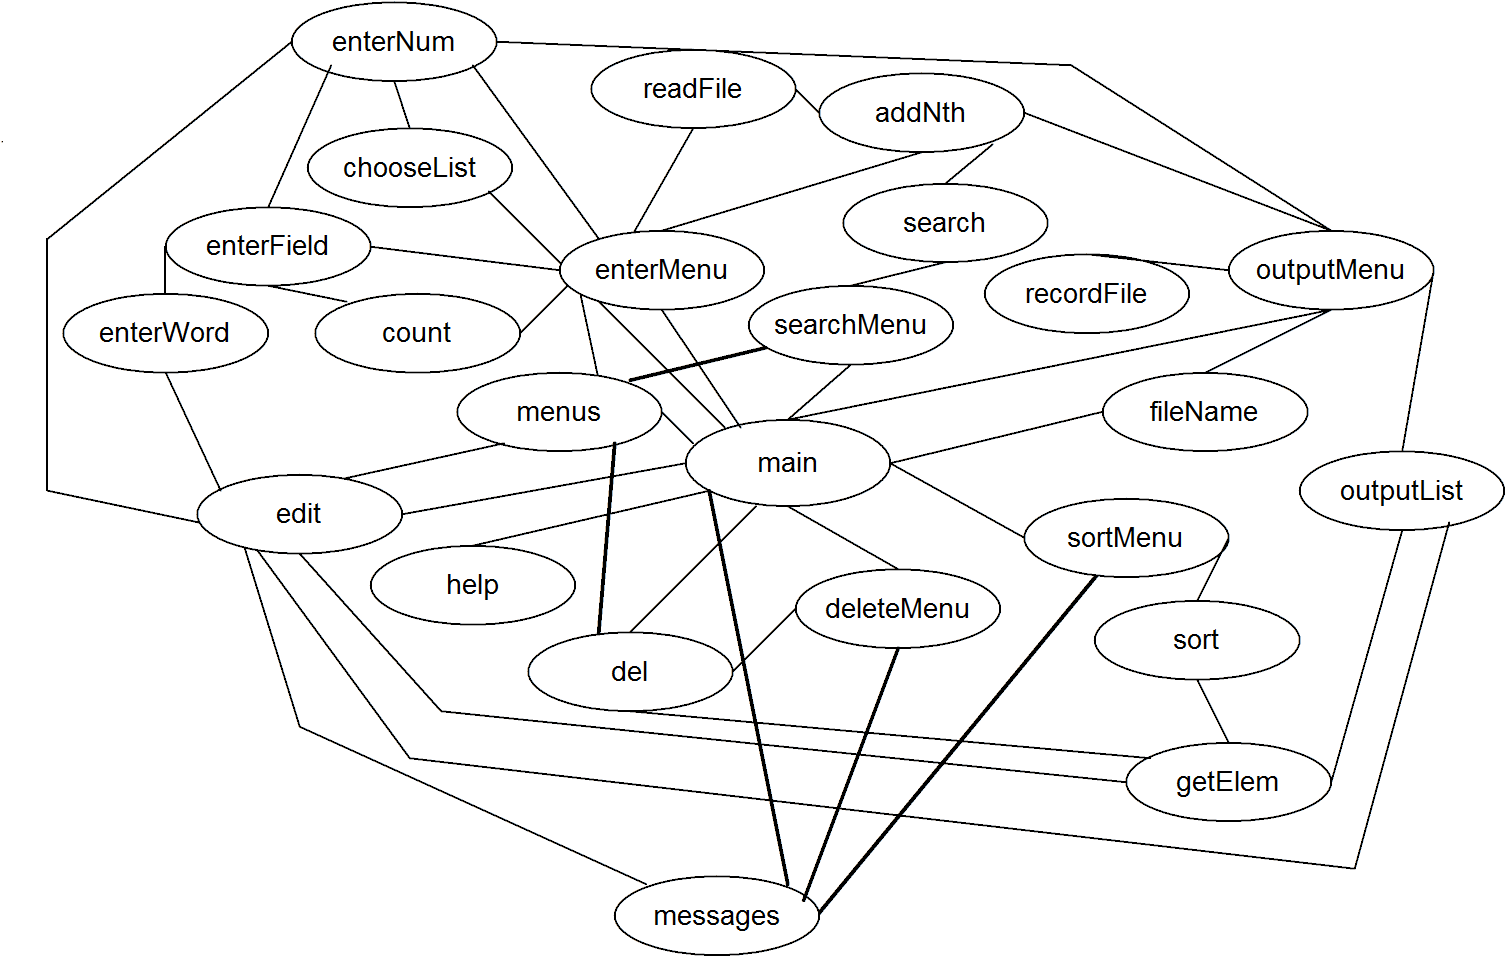 enterNum
readFile
addNth
chooseList
search
enterField
enterMenu
outputMenu
recordFile
enterWord
count
searchMenu
menus
fileName
main
outputList
edit
sortMenu
help
deleteMenu
sort
del
getElem
messages